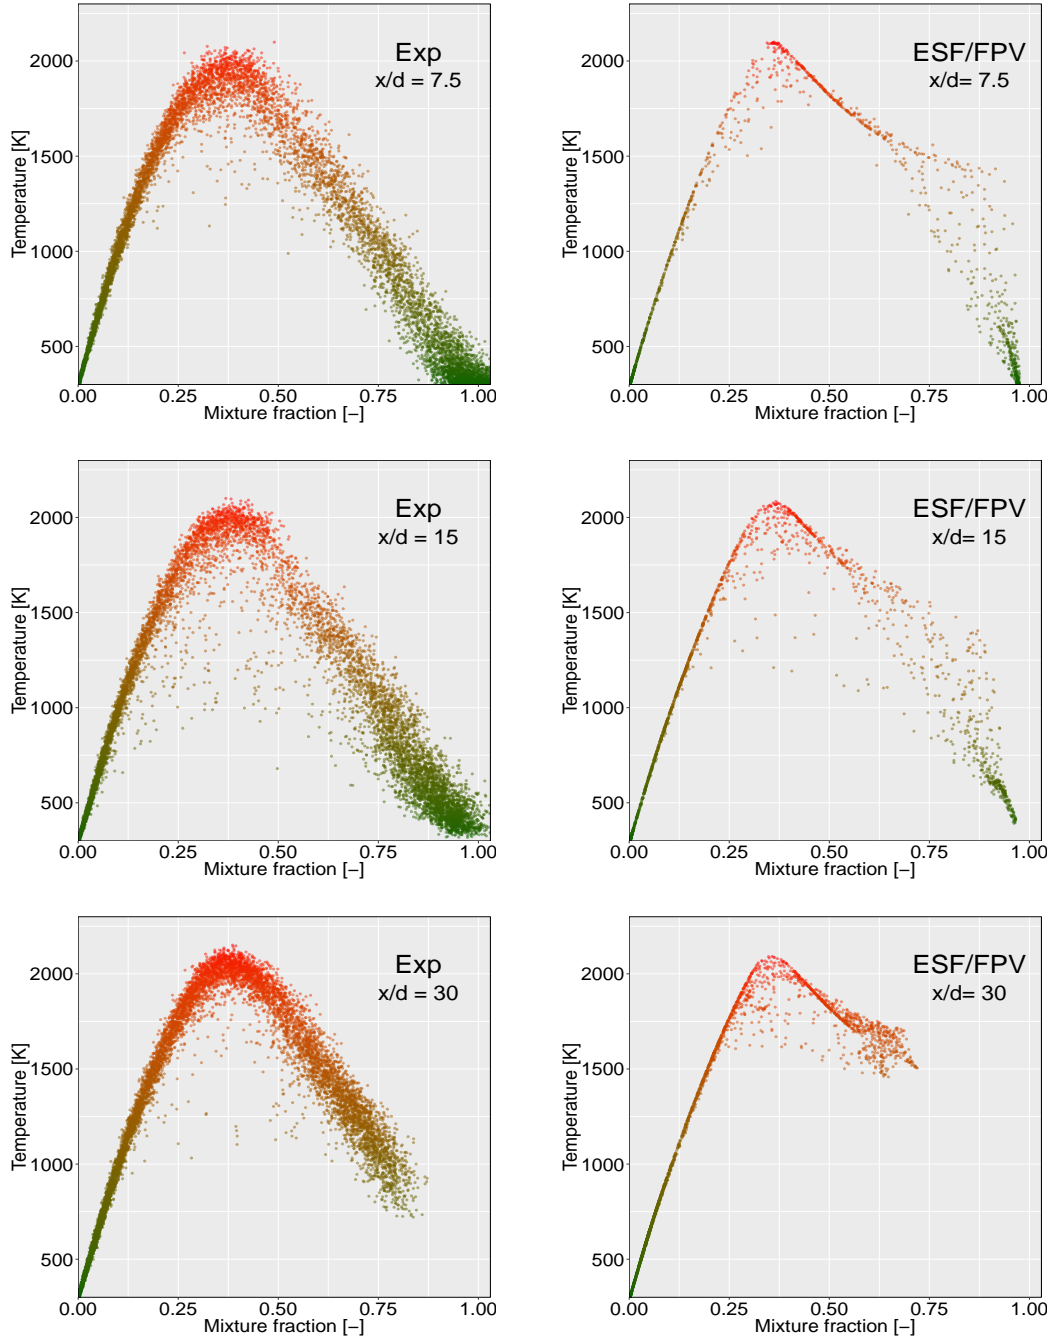 Exp
x/d = 7.5
Temperature [K]
2000
1500
1000
500
0.00 0.25 0.50 0.75 1.00
Mixture fraction [−]
ESF/FPV
x/d= 7.5
Temperature [K]
2000
1500
1000
500
0.00 0.25 0.50 0.75 1.00
Mixture fraction [−]
Exp
x/d = 15
Temperature [K]
2000
1500
1000
500
0.00 0.25 0.50 0.75 1.00
Mixture fraction [−]
ESF/FPV
x/d= 15
Temperature [K]
2000
1500
1000
500
0.00 0.25 0.50 0.75 1.00
Mixture fraction [−]
Exp
x/d = 30
Temperature [K]
2000
1500
1000
500
0.00 0.25 0.50 0.75 1.00
Mixture fraction [−]
ESF/FPV
x/d= 30
Temperature [K]
2000
1500
1000
500
0.00 0.25 0.50 0.75 1.00
Mixture fraction [−]